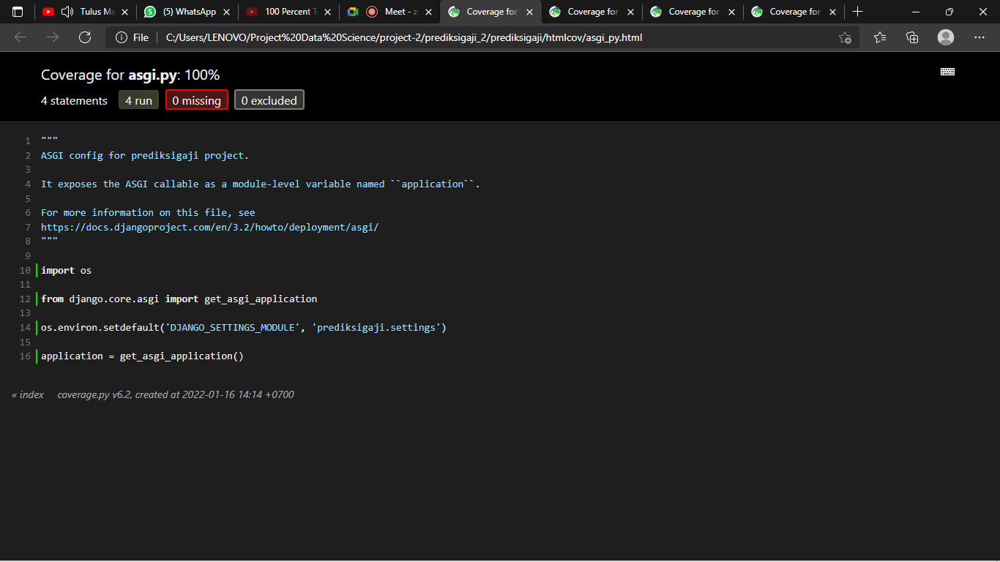 Tulus Ma
(5) WhatsApp
100 Percent T
Meet - z
Coverage for
Coverage for
Coverage for
Coverage for
File
C:/Users/LENOVO/Project%20Data%20Science/project-2/prediksigaji_2/prediksigaji/htmlcov/asgi_py.html
Coverage for asgi.py: 100%
4 statements 4 run 0 missing 0 excluded
1 """
2 ASGI config for prediksigaji project.
3
4 It exposes the ASGI callable as a module-level variable named ``application``.
5
6 For more information on this file, see
7 https://docs.djangoproject.com/en/3.2/howto/deployment/asgi/
8 """
9
10 import os
11
12 from django.core.asgi import get_asgi_application
13
14 os.environ.setdefault('DJANGO_SETTINGS_MODULE', 'prediksigaji.settings')
15
16 application = get_asgi_application()
« index coverage.py v6.2, created at 2022-01-16 14:14 +0700